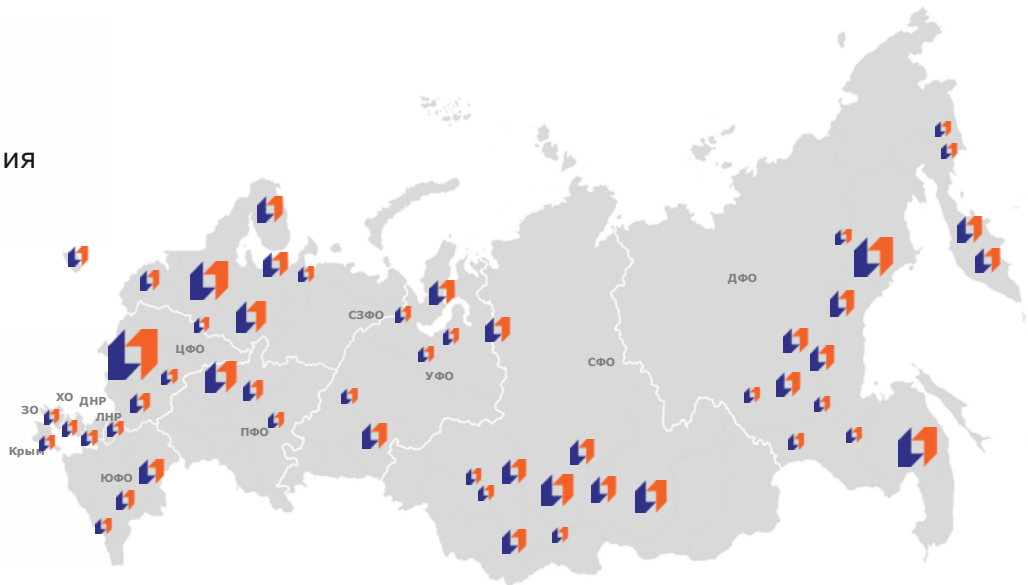 ия
ДФО
СЗФО
ЦФО
СФО
УФО
ХО
ДНР
ЗО
ЛНР
ПФО
Крым
ЮФО